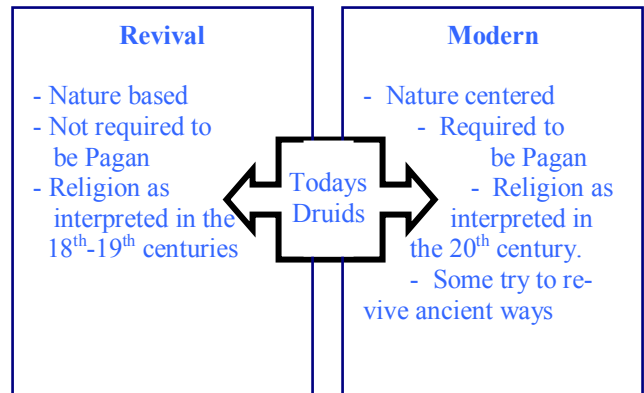 Revival
- Nature based
- Not required to
be Pagan
- Religion as
interpreted in the
18th-19th centuries
Todays
Druids
Modern
- Nature centered
- Required to
be Pagan
- Religion as
interpreted in
the 20th century.
- Some try to re-
vive ancient ways